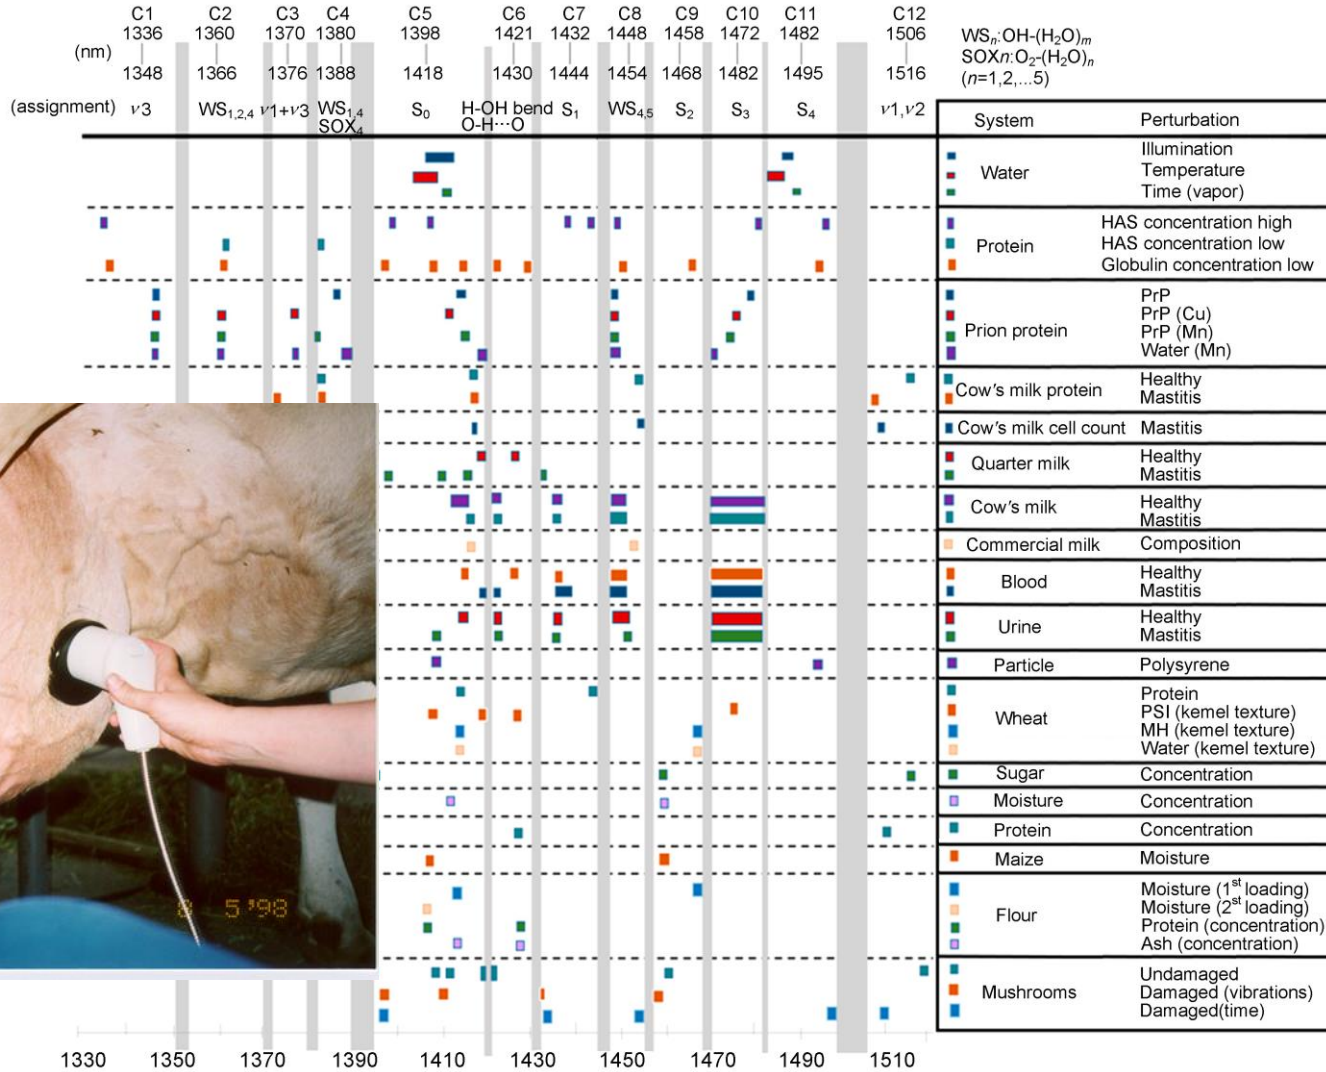 C1 C2 C3 C4 C5 C6 C7 C8 C9 C10 C11 C12
1336 1360 1370 1380 1398 1421 1432 1448 1458 1472 1482 1506
(nm)
1348 1366 1376 1388 1418 1430 1444 1454 1468 1482 1495 1516
(assignment) ν3 WS1,2,4 ν1+ν3 WS1,4 S0 H-OH bend S1 WS4,5 S2 S3 S4 ν1,ν2
SOX4 O-H···O
WSn:OH-(H2O)m
SOXn:O2-(H2O)n
(n=1,2,...5)
System Perturbation
Water
Illumination
Temperature
Time (vapor)
Protein
HAS concentration high
HAS concentration low
Globulin concentration low
Prion protein
PrP
PrP (Cu)
PrP (Mn)
Water (Mn)
Cow's milk protein
Healthy
Mastitis
Cow's milk cell count Mastitis
Quarter milk
Healthy
Mastitis
Cow's milk
Healthy
Mastitis
Commercial milk Composition
Blood
Healthy
Mastitis
Urine
Healthy
Mastitis
Particle Polysyrene
Wheat
Protein
PSI (kemel texture)
MH (kemel texture)
Water (kemel texture)
Sugar Concentration
Moisture Concentration
Protein Concentration
Maize Moisture
Flour
Moisture (1st loading)
Moisture (2st loading)
Protein (concentration)
Ash (concentration)
Mushrooms
Undamaged
Damaged (vibrations)
Damaged(time)
8 5 '98
1330 1350 1370 1390 1410 1430 1450 1470 1490 1510